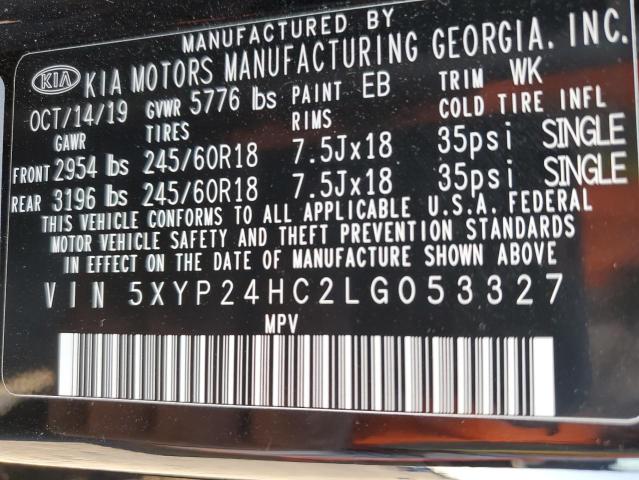 MANUFACTURED BY
KIA KIA MOTORS MANUFACTURING GEORGIA. INC.
OCT/14/19 GVWR 5776 lbs PAINT EB TRIM WK
GAWR TIRES RIMS COLD TIRE INFL
FRONT 2954 lbs 245/60R18 7.5Jx18 35psi SINGLE
REAR 3196 lbs 245/60R18 7.5Jx18 35psi SINGLE
THIS VEHICLE CONFORMS TO ALL APPLICABLE U.S.A. FEDERAL
MOTOR VEHICLE SAFETY AND THEFT PREVENTION STANDARDS
IN EFFECT ON THE DATE OF MANUFACTURE SHOWN ABOVE
VIN 5XYP24HC2LG053327
MPV